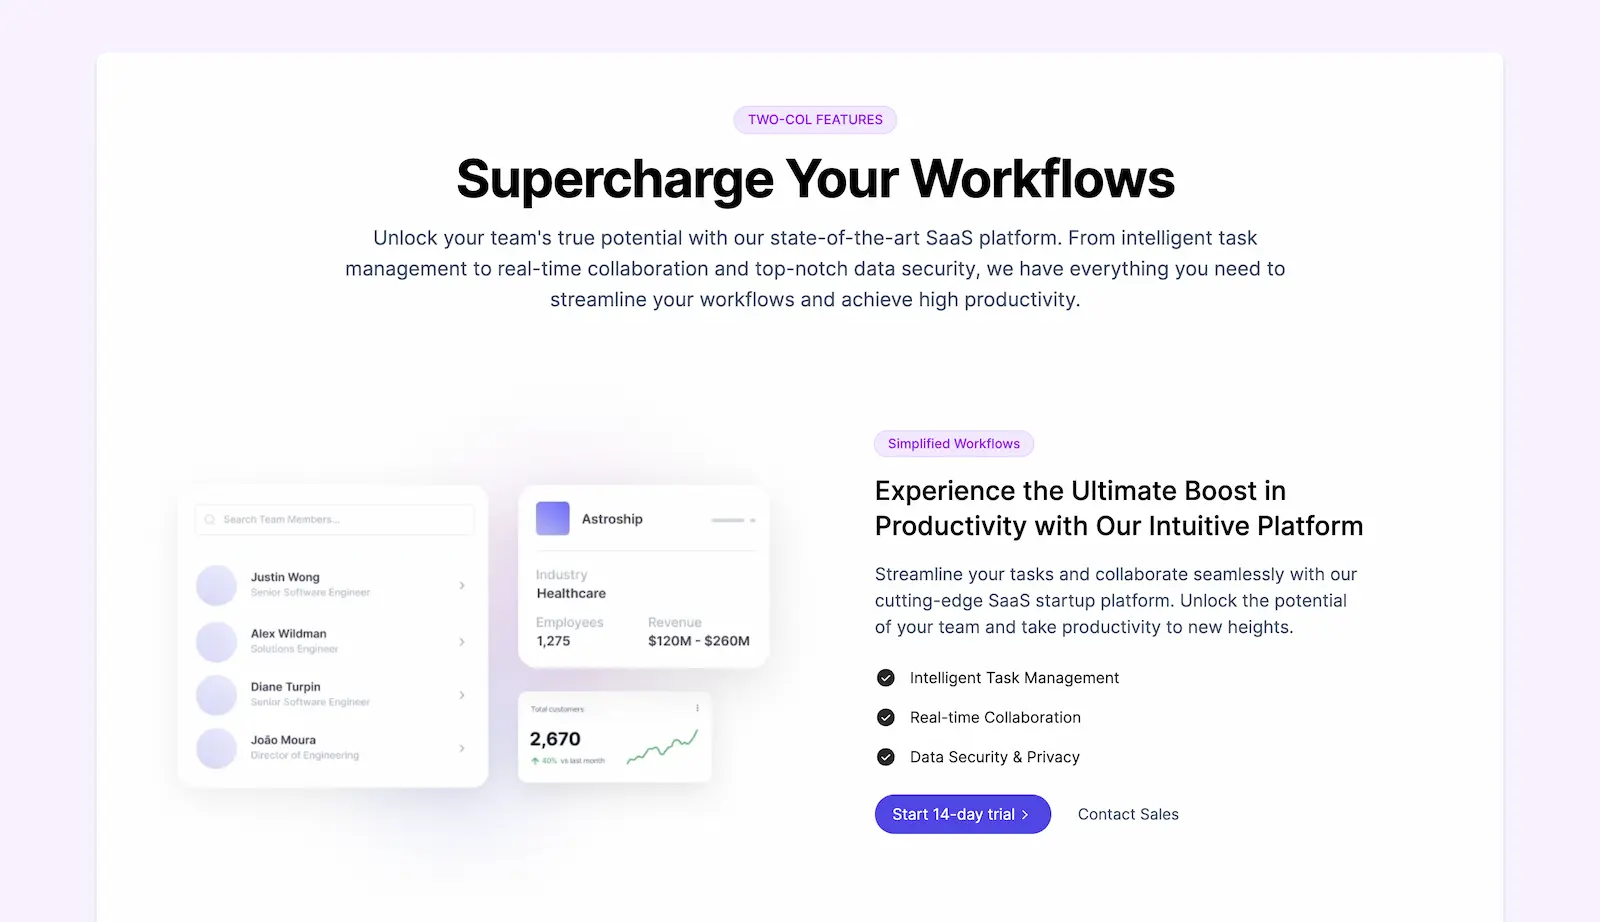 TWO-COL FEATURES
Supercharge Your Workflows
Unlock your team's true potential with our state-of-the-art SaaS platform. From intelligent task
management to real-time collaboration and top-notch data security, we have everything you need to
streamline your workflows and achieve high productivity.
Search Team Members...
Justin Wong
Senior Software Engineer
Alex Wildman
Solutions Engineer
Diane Turpin
Senior Software Engineer
João Moura
Director of Engineering
Astroship
Industry
Healthcare
Employees Revenue
1,275 $120M - $260M
Total customers
2,670
40% vs last month
Simplified Workflows
Experience the Ultimate Boost in
Productivity with Our Intuitive Platform
Streamline your tasks and collaborate seamlessly with our
cutting-edge SaaS startup platform. Unlock the potential
of your team and take productivity to new heights.
Intelligent Task Management
Real-time Collaboration
Data Security & Privacy
Start 14-day trial
Contact Sales